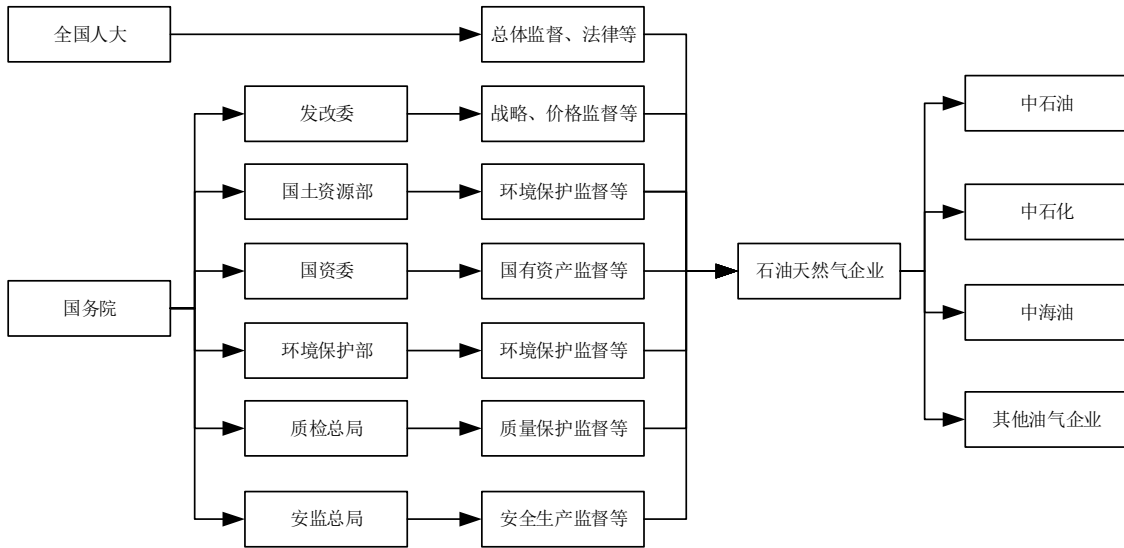 全国人大
总体监督、法律等
发改委
战略、价格监督等
中石油
国土资源部
环境保护监督等
中石化
国资委
国有资产监督等
石油天然气企业
国务院
中海油
环境保护部
环境保护监督等
质检总局
质量保护监督等
其他油气企业
安监总局
安全生产监督等